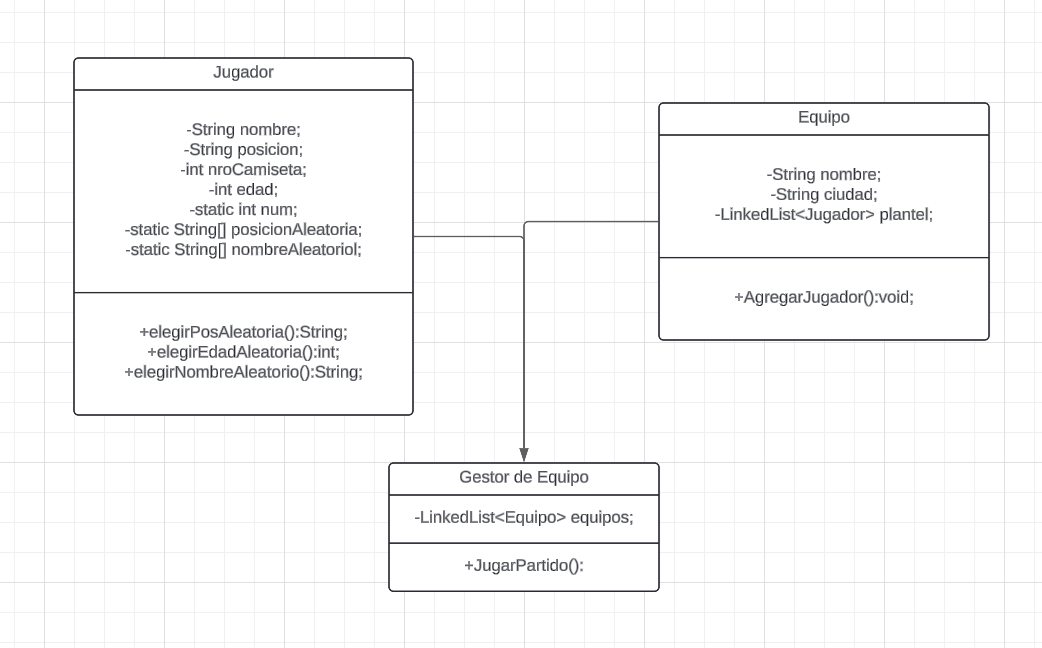 Jugador
-String nombre;
-String posicion;
-int nroCamiseta;
-int edad;
-static int num;
-static String[] posicionAleatoria;
-static String[] nombreAleatoriol;
+elegirPosAleatoria():String;
+elegirEdadAleatoria():int;
+elegirNombreAleatorio():String;
Equipo
-String nombre;
-String ciudad;
-LinkedList<Jugador> plantel;
+AgregarJugador():void;
Gestor de Equipo
-LinkedList<Equipo> equipos;
+JugarPartido():